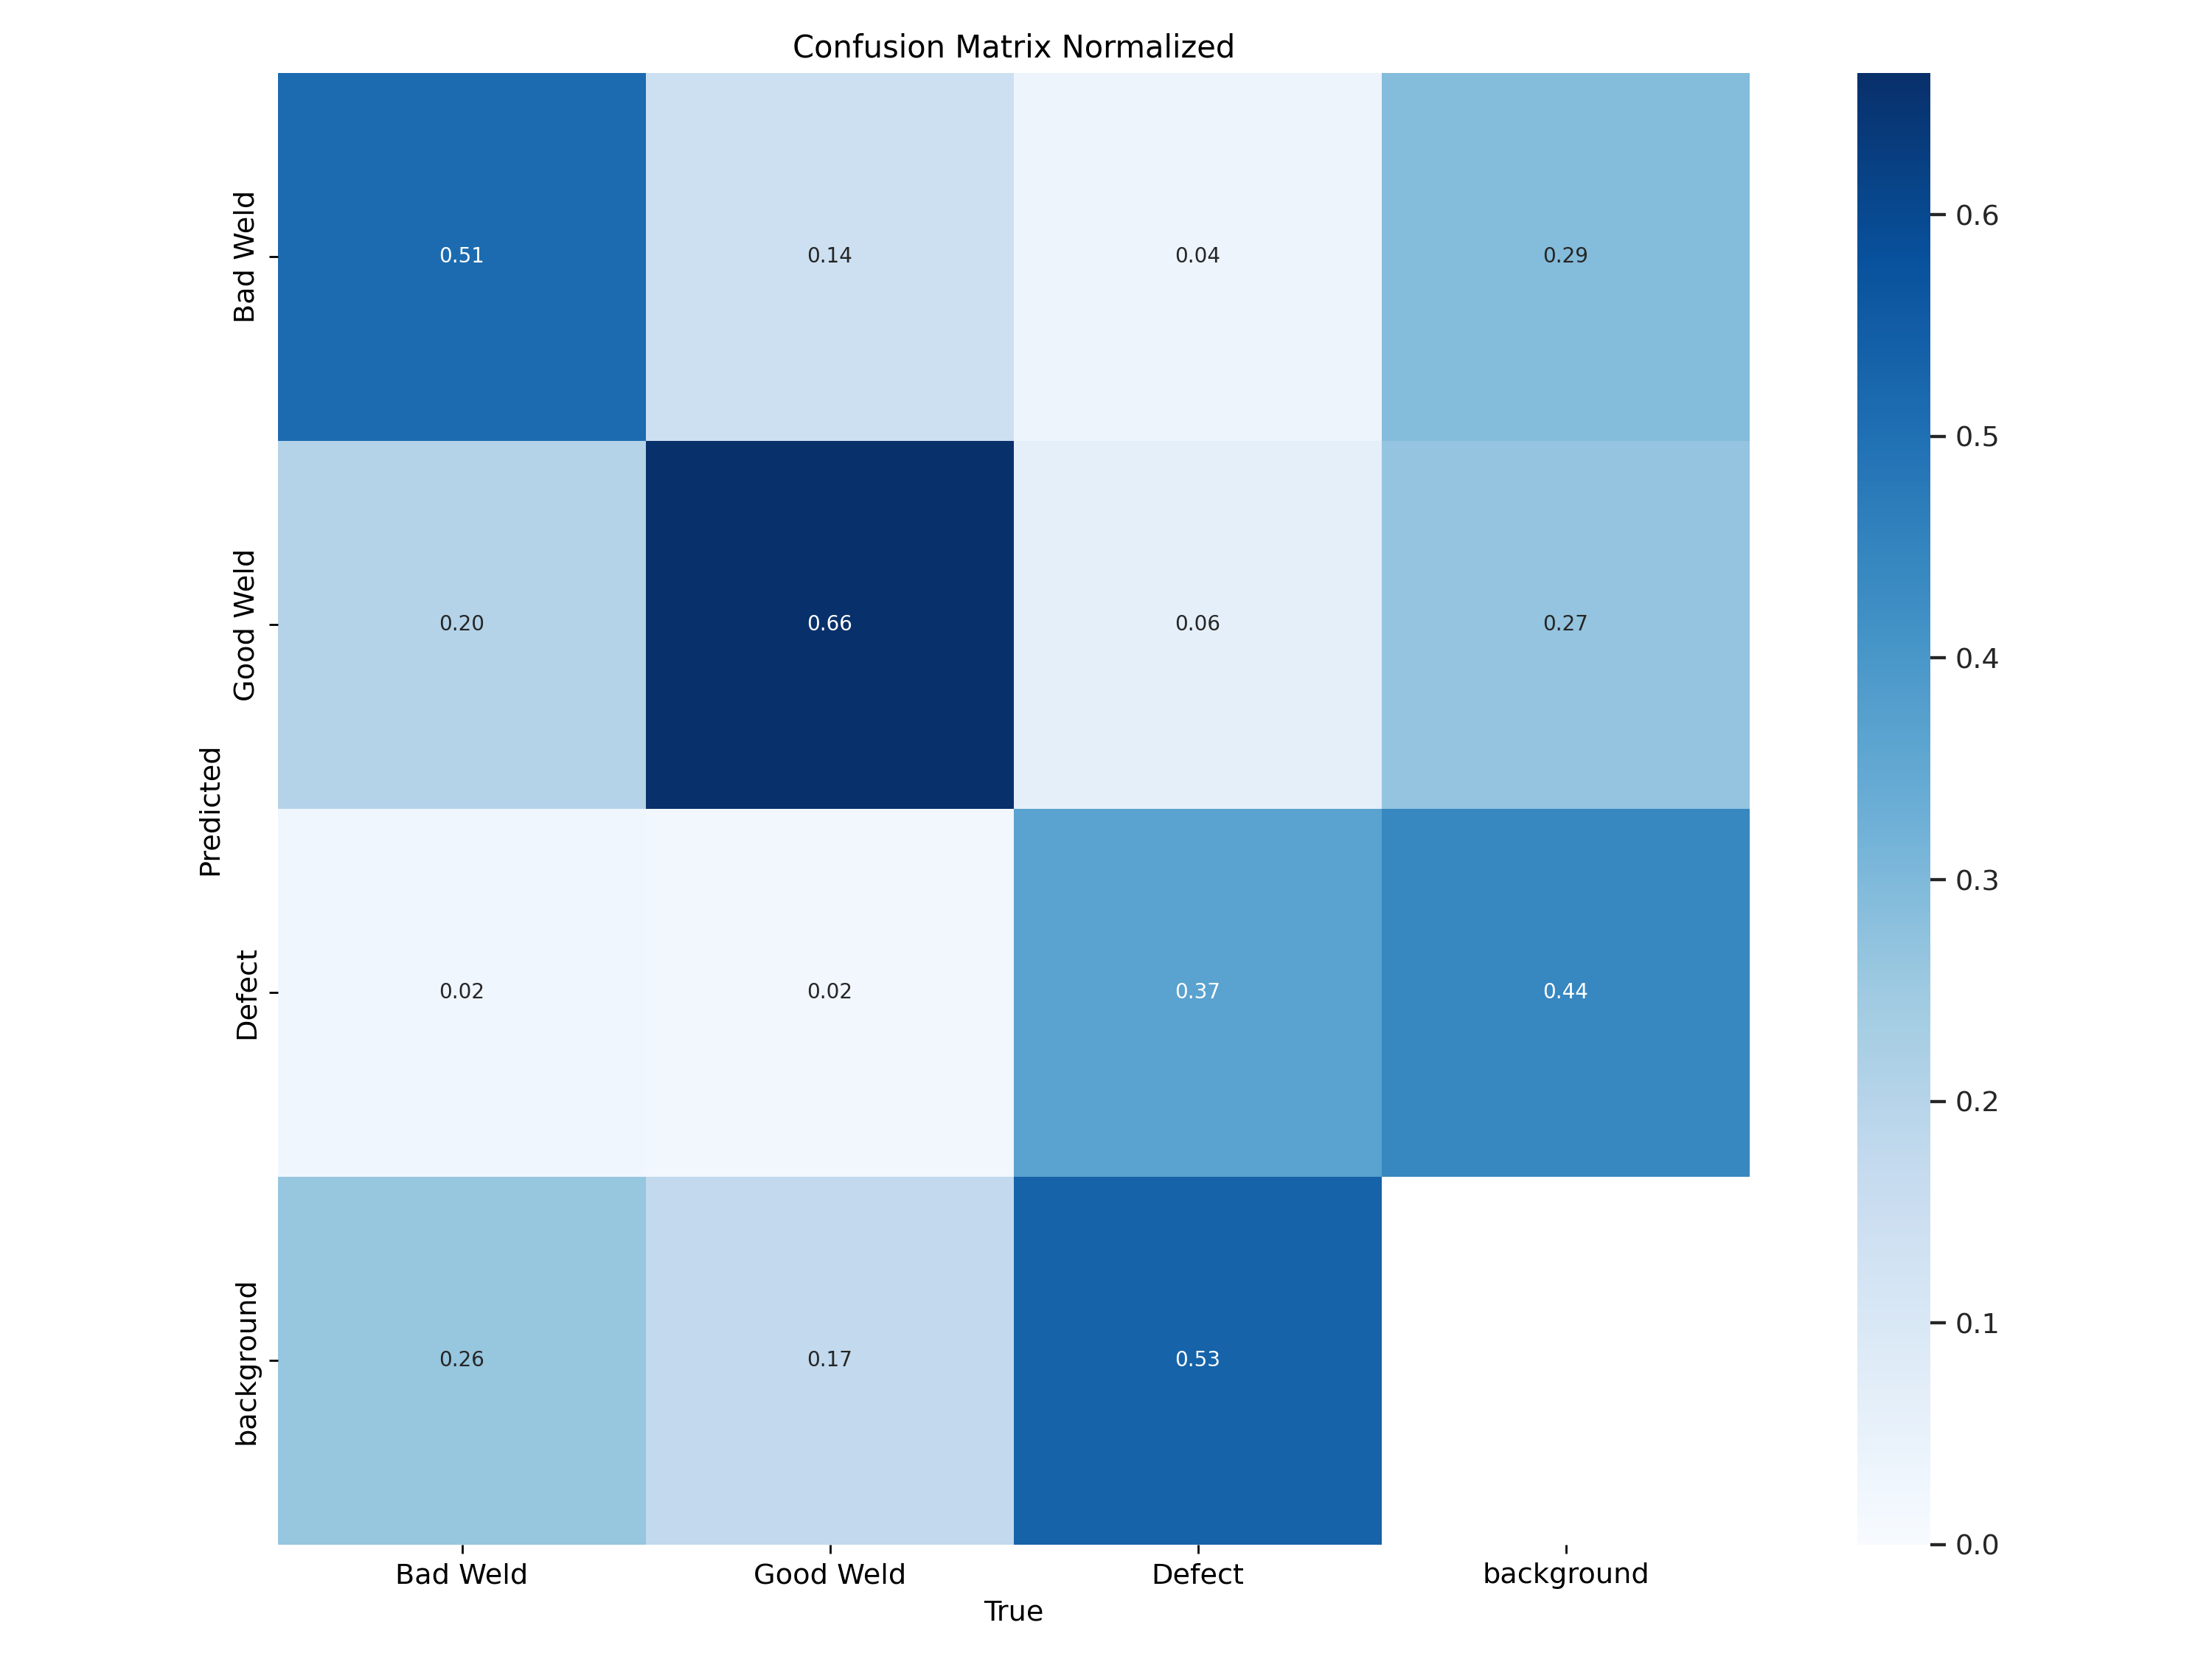 Confusion Matrix Normalized
Predicted
Bad Weld
0.51
0.14
0.04
0.29
Good Weld
0.20
0.66
0.06
0.27
Defect
0.02
0.02
0.37
0.44
background
0.26
0.17
0.53
Bad Weld
Good Weld
Defect
background
True
0.6
0.5
0.4
0.3
0.2
0.1
0.0